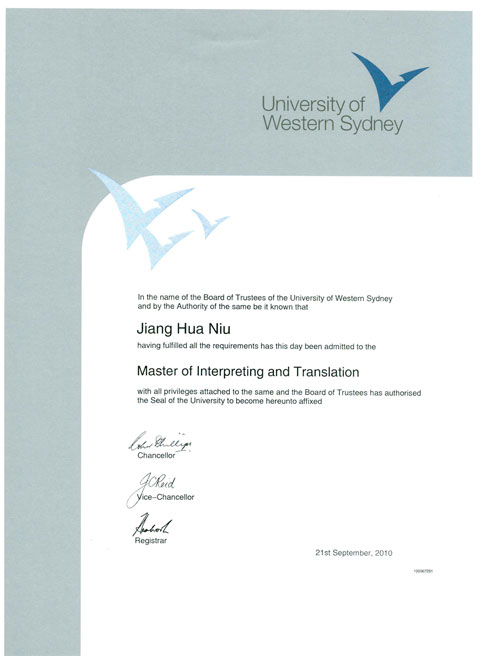 University of
Western Sydney
In the name of the Board of Trustees of the University of Western Sydney
and by the Authority of the same be it known that
Jiang Hua Niu
having fulfilled all the requirements has this day been admitted to the
Master of Interpreting and Translation
with all privileges attached to the same and the Board of Trustees has authorised
the Seal of the University to become hereunto affixed
Chancellor
Vice-Chancellor
Registrar
21st September, 2010